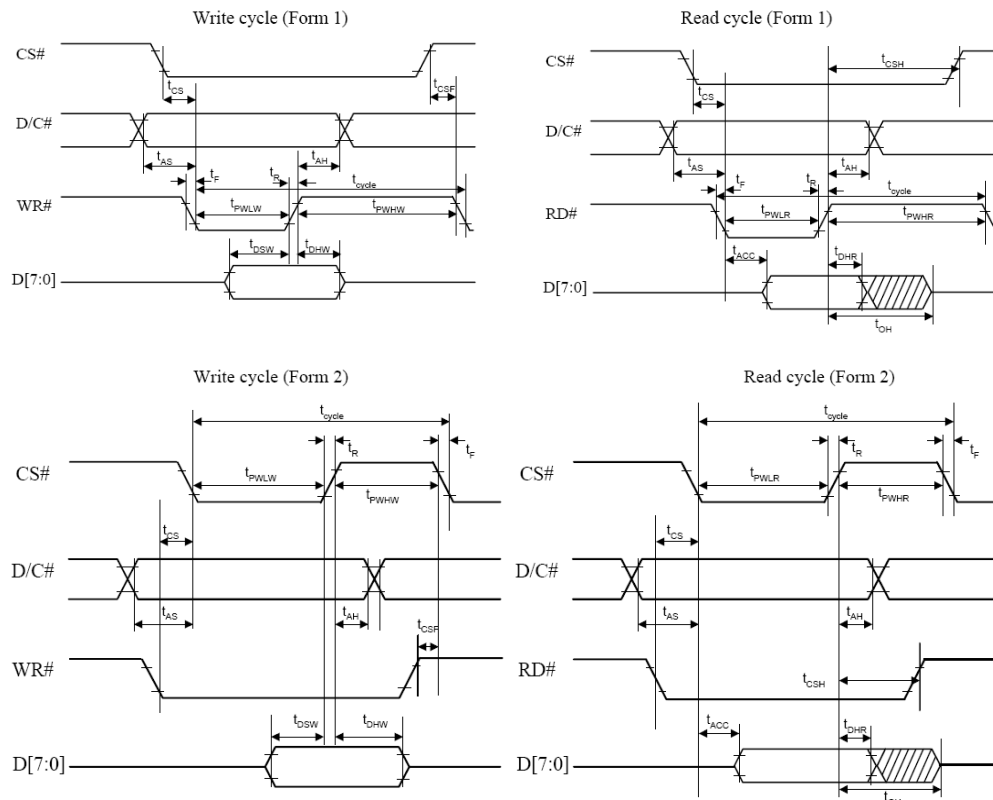 Write cycle (Form 1)
CS#
tCS
tCSF
D/C#
tAS
tAH
tF
tR
tcycle
WR#
tPWLW
tPWHW
tDSW
tDHW
D[7:0]
Read cycle (Form 1)
CS#
tCSH
tCS
D/C#
tAS
tAH
tF
tR
tcycle
RD#
tPWLR
tPWHR
tACC
tDHR
D[7:0]
tOH
Write cycle (Form 2)
tcycle
tR
tF
CS#
tPWLW
tPWHW
tCS
D/C#
tAS
tAH
tCSF
WR#
tDSW
tDHW
D[7:0]
Read cycle (Form 2)
tcycle
tR
tF
CS#
tPWLR
tPWHR
tCS
D/C#
tAS
tAH
RD#
tCSH
tACC
tDHR
D[7:0]